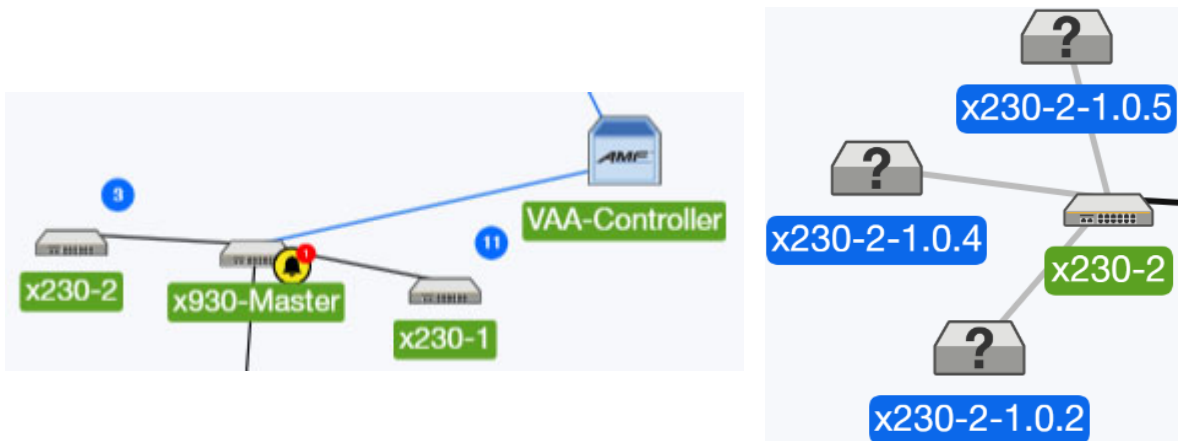 3
AMF
11
VAA-Controller
x230-2
1
x930-Master
x230-1
?
x230-2-1.0.5
?
x230-2-1.0.4
x230-2
?
x230-2-1.0.2